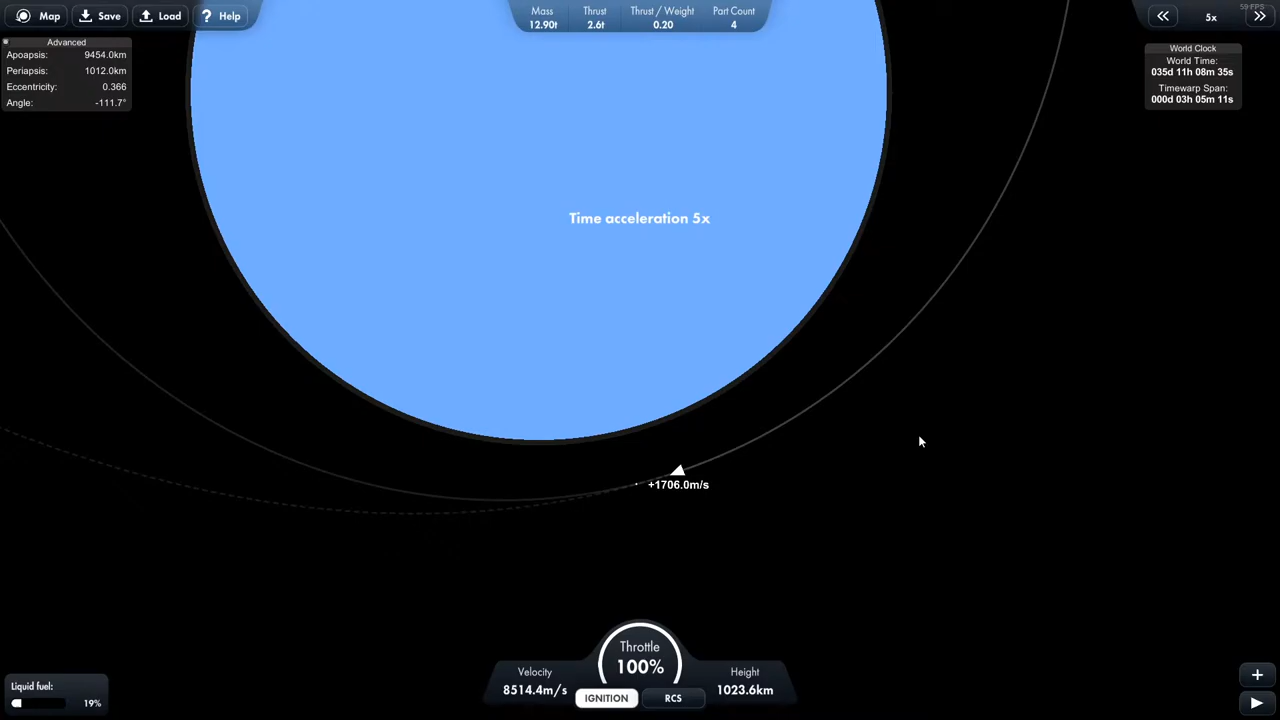 Map
Save
Load
? Help
Mass
12.90t
Thrust
2.6t
Thrust / Weight
0.20
Part Count
4
5x
59 FPS
Advanced
Apoapsis: 9454.0km
Periapsis: 1012.0km
Eccentricity: 0.366
Angle: -111.7°
World Clock
World Time:
035d 11h 08m 35s
Timewarp Span:
000d 03h 05m 11s
Time acceleration 5x
+1706.0m/s
Throttle
100%
Velocity
8514.4m/s
Height
1023.6km
IGNITION
RCS
Liquid fuel:
19%